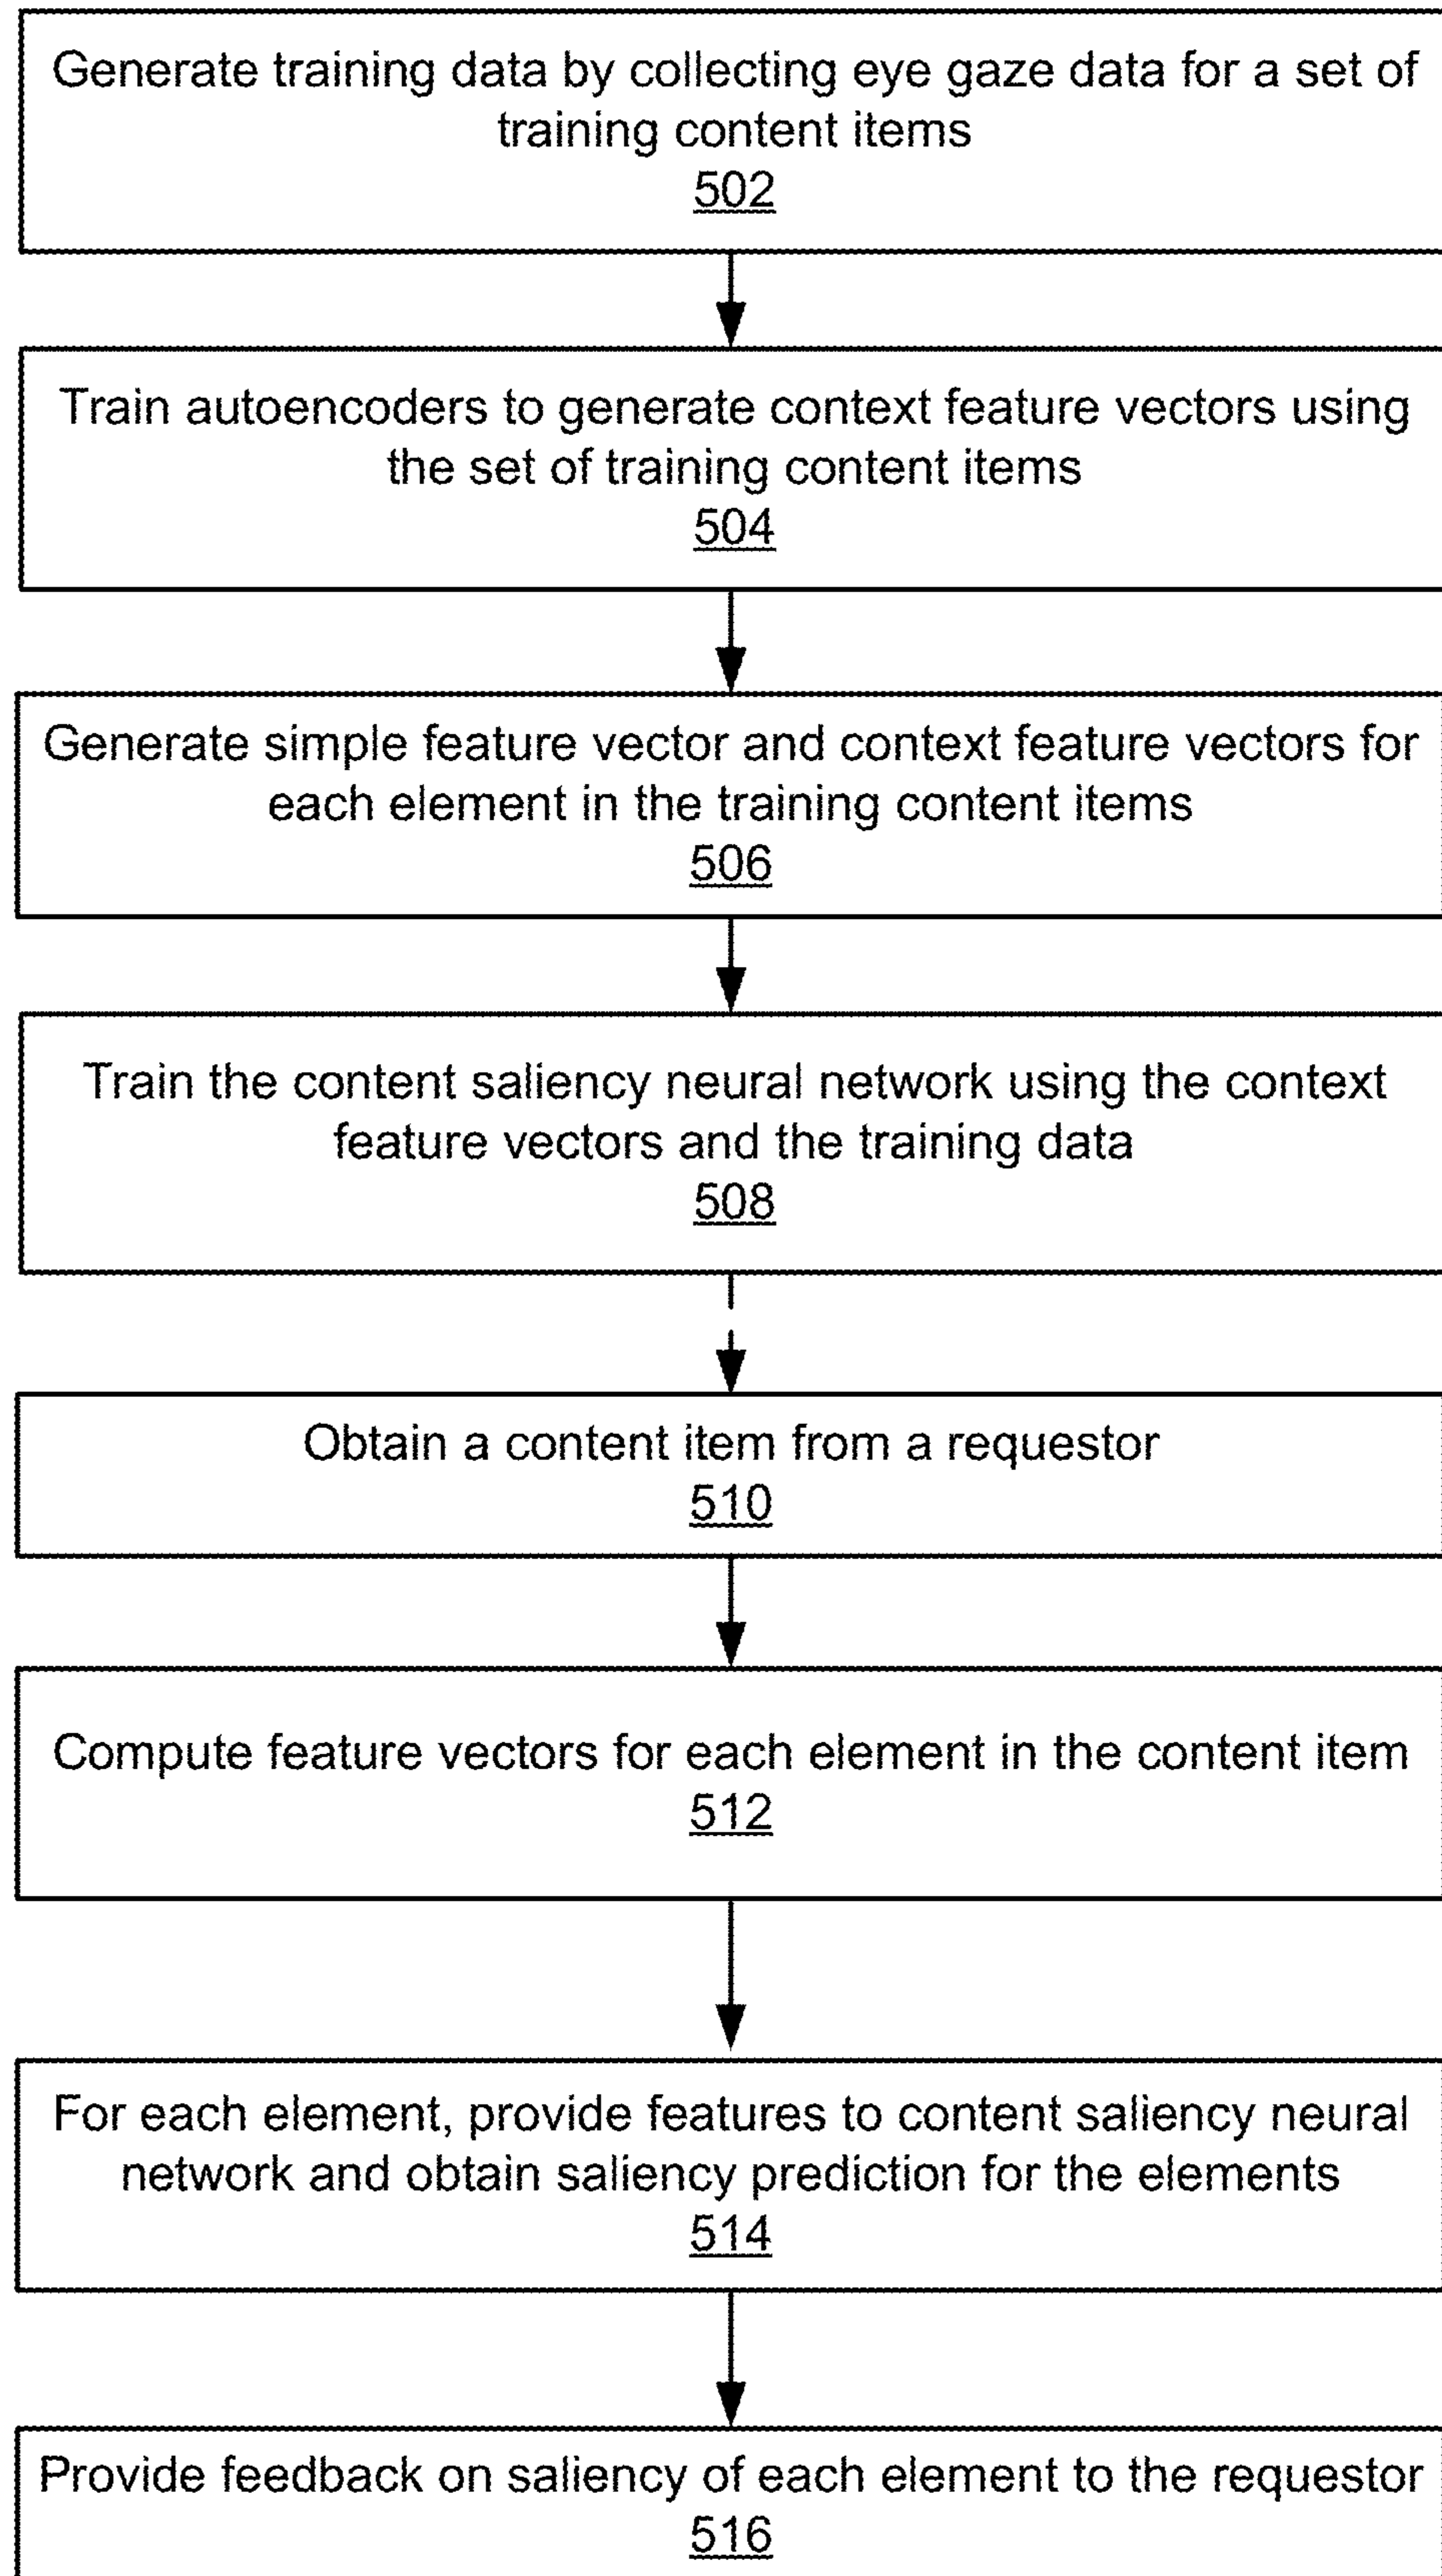 Generate training data by collecting eye gaze data for a set of
training content items
502
Train autoencoders to generate context feature vectors using
the set of training content items
504
Generate simple feature vector and context feature vectors for
each element in the training content items
506
Train the content saliency neural network using the context
feature vectors and the training data
508
Obtain a content item from a requestor
510
Compute feature vectors for each element in the content item
512
For each element, provide features to content saliency neural
network and obtain saliency prediction for the elements
514
Provide feedback on saliency of each element to the requestor
516